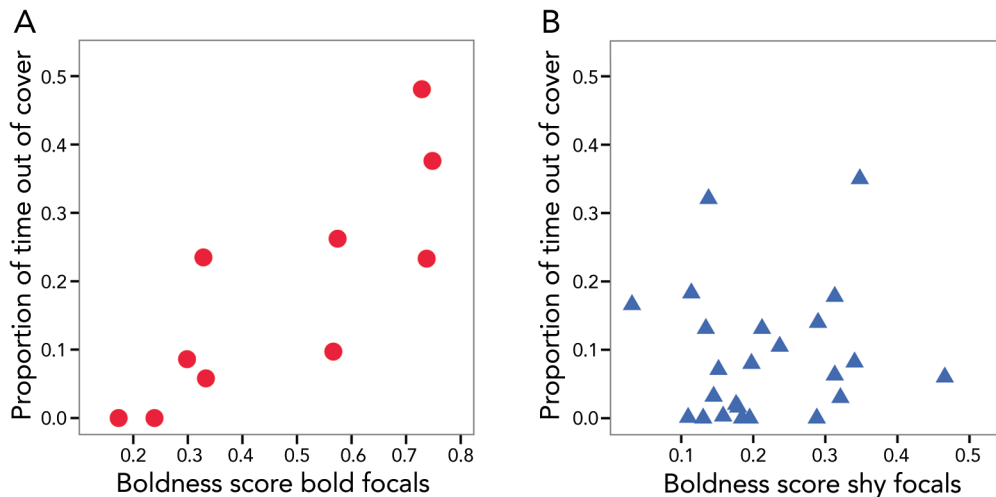 A
Proportion of time out of cover
0.5
0.4
0.3
0.2
0.1
0.0
0.2 0.3 0.4 0.5 0.6 0.7 0.8
Boldness score bold focals
B
Proportion of time out of cover
0.5
0.4
0.3
0.2
0.1
0.0
0.1 0.2 0.3 0.4 0.5
Boldness score shy focals